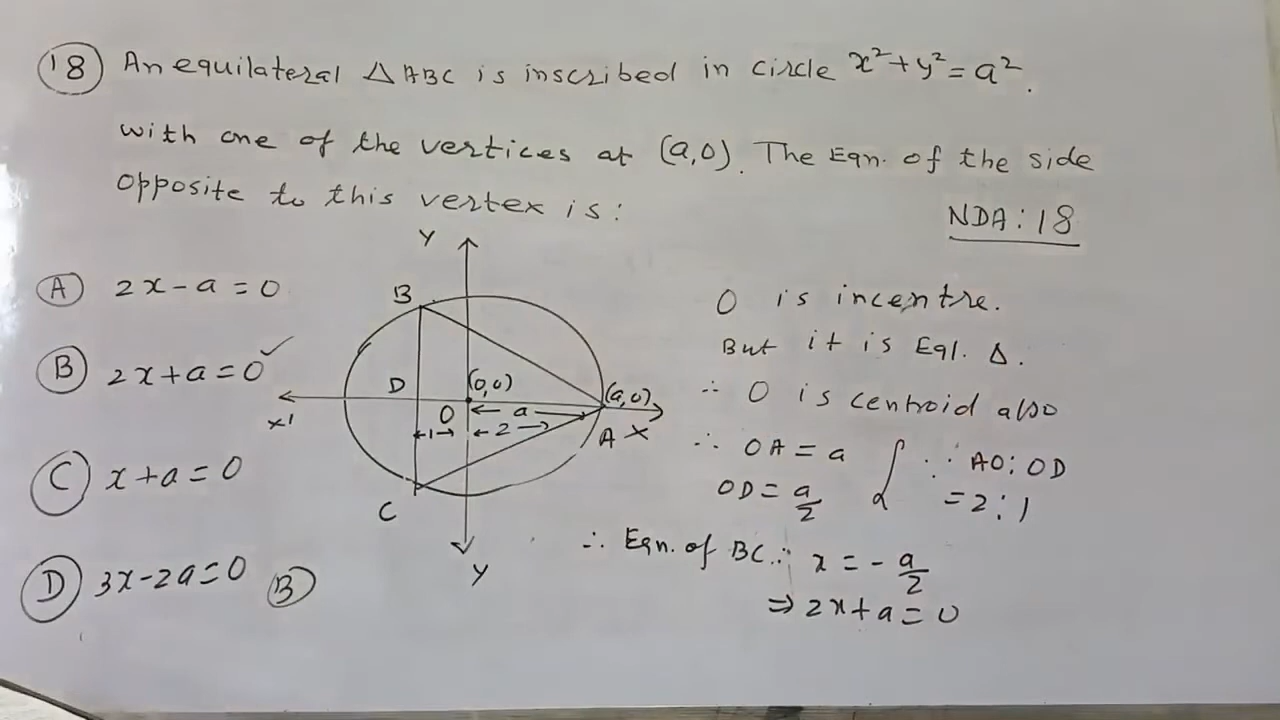 18 An equilateral △ABC is inscribed in circle x²+y²=a².
with one of the vertices at (a,0). The Eqn. of the side
opposite to this vertex is:
NDA:18
A 2x-a=0
B 2x+a=0 ✓
C x+a=0
D 3x-2a=0
B
Y
B
D
(0,0)
(a,0)
X'
O
← a →
←1→
←2→
A
X
C
Y
O is incentre.
But it is Eql. Δ.
∴ O is centroid also
∴ OA = a { ∵ AO:OD
OD = a/2 = 2:1
∴ Eqn. of BC: x = - a/2
⇒ 2x+a=0